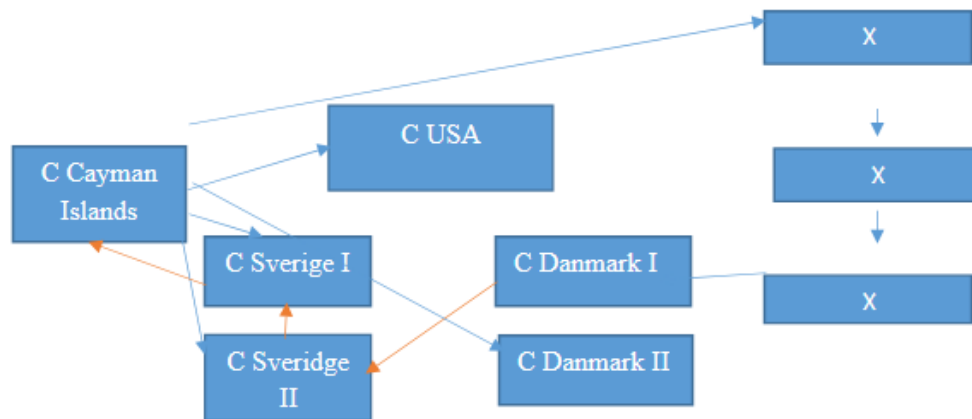 X
C USA
C Cayman
Islands
X
C Sverige I
C Danmark I
X
C Sveridge
II
C Danmark II